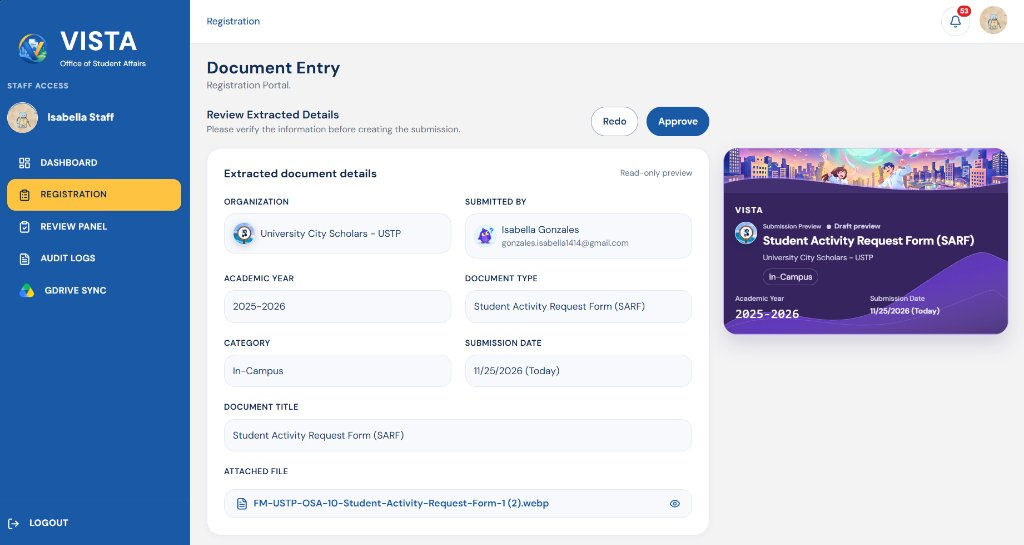 VISTA
Office of Student Affairs
STAFF ACCESS
Isabella Staff
DASHBOARD
REGISTRATION
REVIEW PANEL
AUDIT LOGS
GDRIVE SYNC
LOGOUT
Registration
53
Document Entry
Registration Portal.
Review Extracted Details
Please verify the information before creating the submission.
Redo
Approve
Extracted document details
Read-only preview
ORGANIZATION
University City Scholars - USTP
SUBMITTED BY
Isabella Gonzales
gonzales.isabella1414@gmail.com
ACADEMIC YEAR
2025-2026
DOCUMENT TYPE
Student Activity Request Form (SARF)
CATEGORY
In-Campus
SUBMISSION DATE
11/25/2026 (Today)
DOCUMENT TITLE
Student Activity Request Form (SARF)
ATTACHED FILE
FM-USTP-OSA-10-Student-Activity-Request-Form-1 (2).webp
VISTA
Submission Preview Draft preview
Student Activity Request Form (SARF)
University City Scholars - USTP
In-Campus
Academic Year
2025-2026
Submission Date
11/25/2026 (Today)